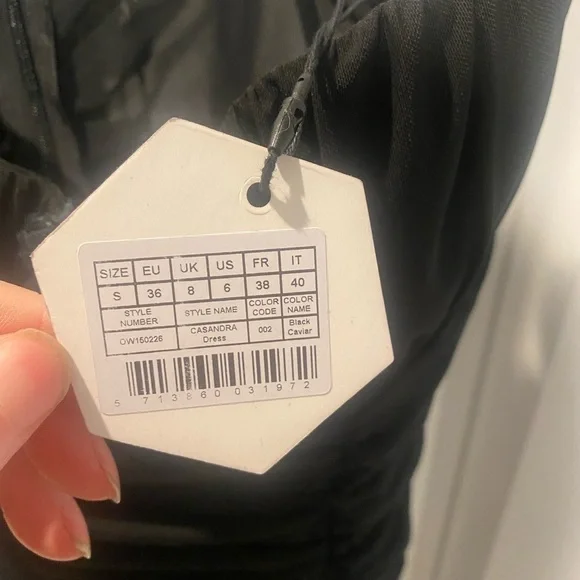 SIZE EU UK US FR IT
S 36 8 6 38 40
STYLE NUMBER STYLE NAME COLOR CODE COLOR NAME
OW150226 CASANDRA Dress 002 Black Caviar
5 713860 031972